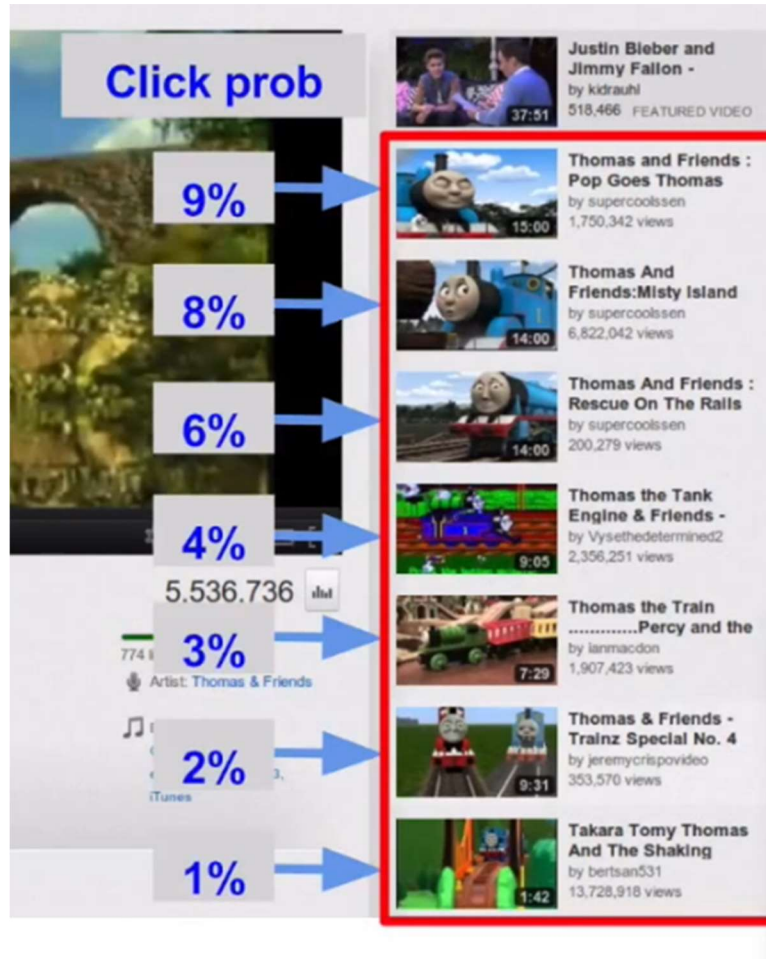 Click prob
9%
8%
6%
4%
5.536.736
3%
774
Artist: Thomas & Friends
2%
3,
iTunes
1%
37:51
Justin Bieber and
Jimmy Fallon -
by kidrauhl
518,466 FEATURED VIDEO
15:00
Thomas and Friends :
Pop Goes Thomas
by supercoolssen
1,750,342 views
14:00
Thomas And
Friends:Misty Island
by supercoolssen
6,822,042 views
14:00
Thomas And Friends :
Rescue On The Rails
by supercoolssen
200,279 views
9:05
Thomas the Tank
Engine & Friends -
by Vysethedetermined2
2,356,251 views
7:29
Thomas the Train
.............Percy and the
by ianmacdon
1,907,423 views
9:31
Thomas & Friends -
Trainz Special No. 4
by jeremycrispovideo
353,570 views
1:42
Takara Tomy Thomas
And The Shaking
by bertsan531
13,728,918 views